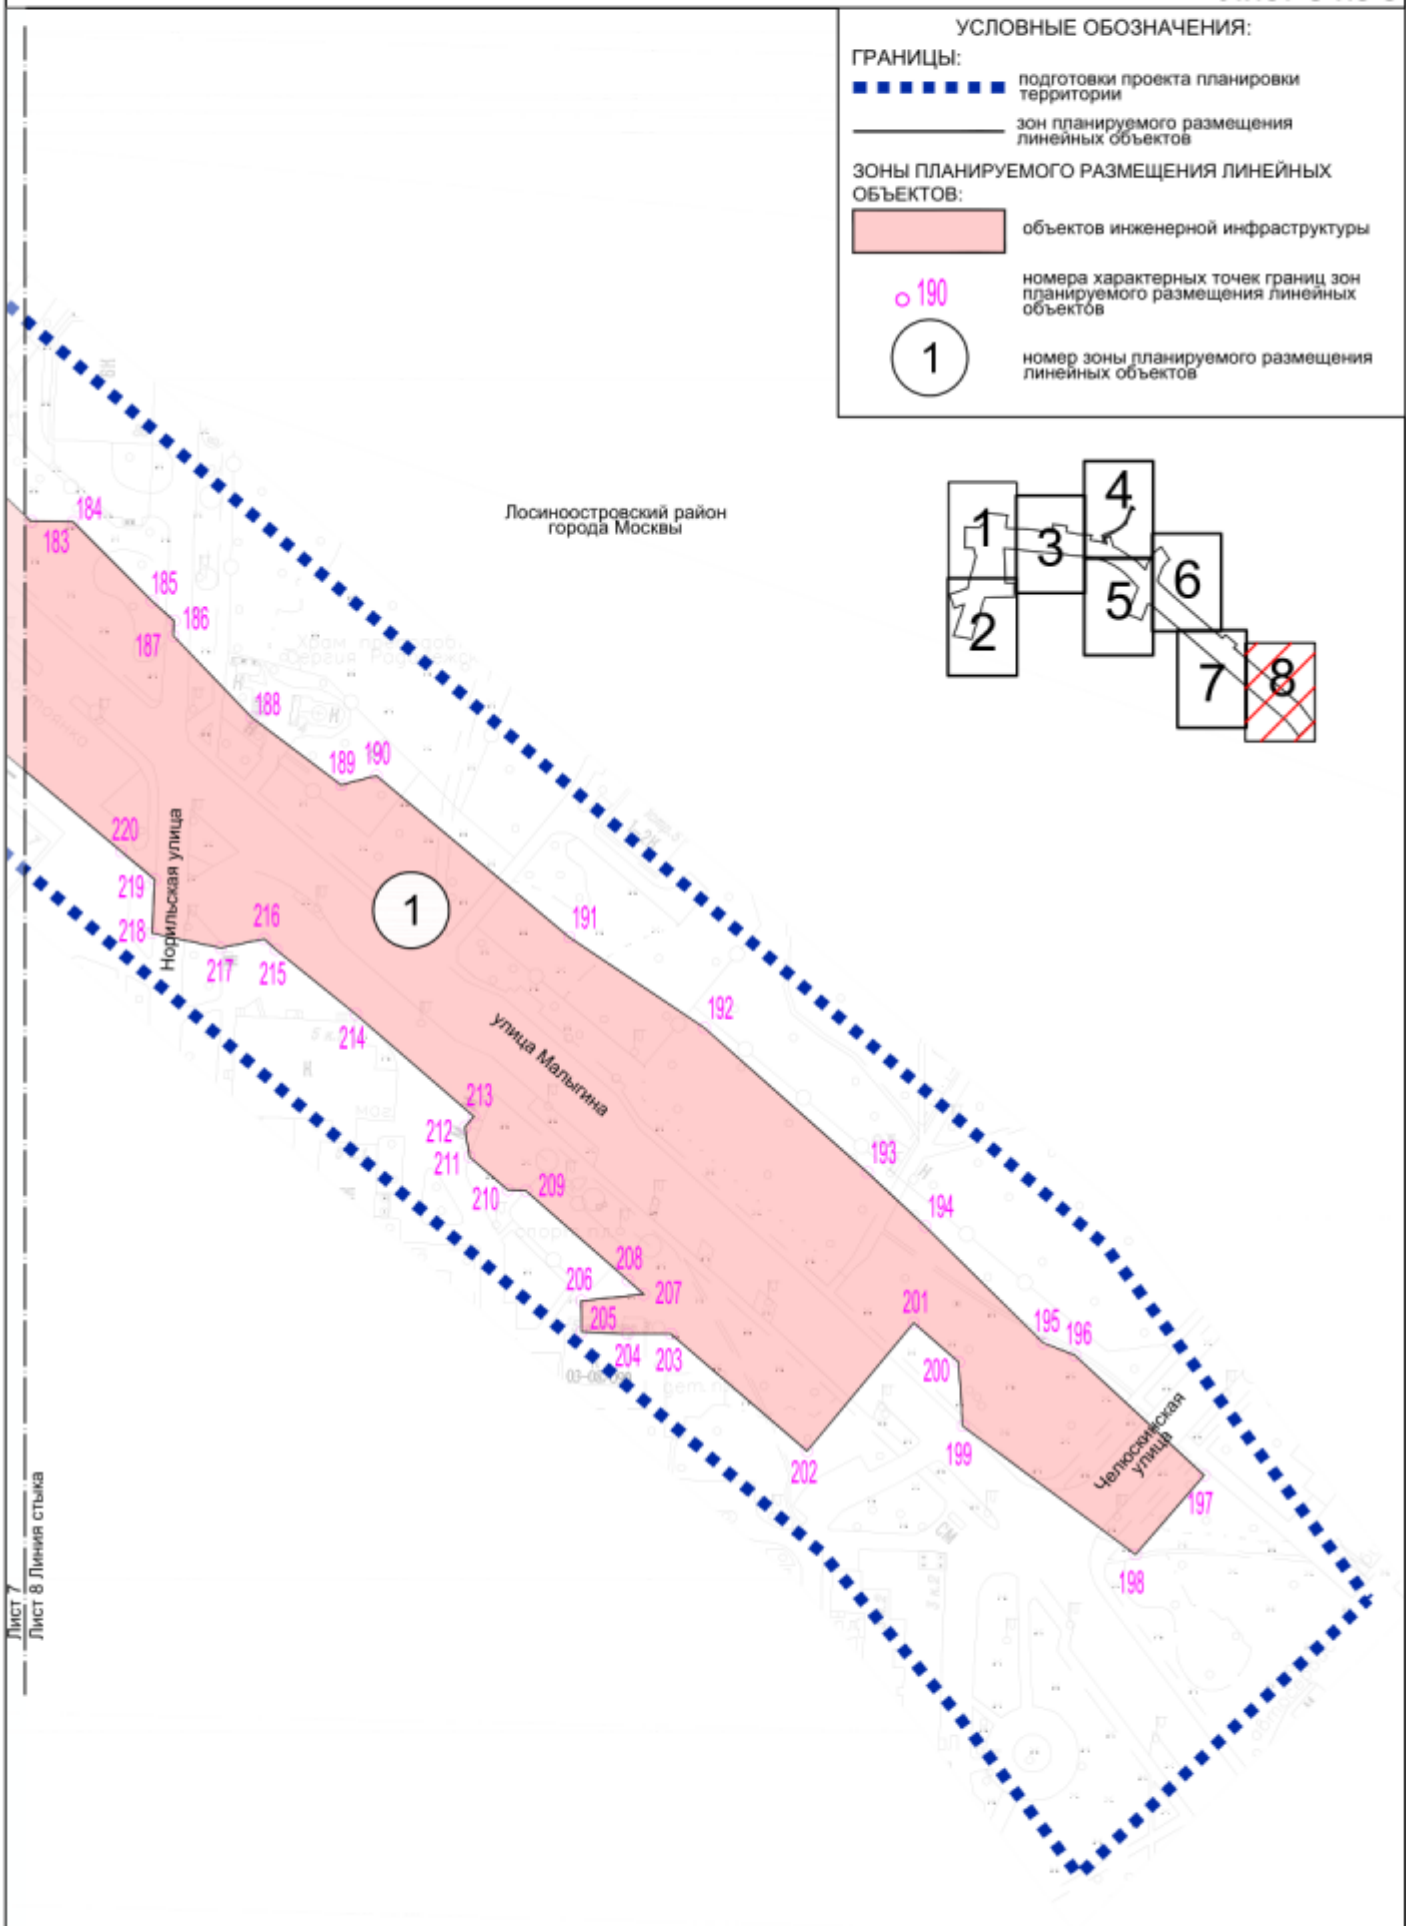 УСЛОВНЫЕ ОБОЗНАЧЕНИЯ:
ГРАНИЦЫ:
подготовки проекта планировки
территории
зон планируемого размещения
линейных объектов
ЗОНЫ ПЛАНИРУЕМОГО РАЗМЕЩЕНИЯ ЛИНЕЙНЫХ
ОБЪЕКТОВ:
объектов инженерной инфраструктуры
190
номера характерных точек границ зон
планируемого размещения линейных
объектов
1
номер зоны планируемого размещения
линейных объектов
1
2
3
4
5
6
7
8
Лосиноостровский район
города Москвы
184
183
185
186
187
188
189
190
220
219
218
Норильская улица
216
217
215
1
191
192
214
улица Малыгина
213
212
211
210
209
193
194
208
206
207
205
204
203
201
200
195
196
202
199
Челюскинская
улица
197
198
Лист 7
Лист 8 Линия стыка